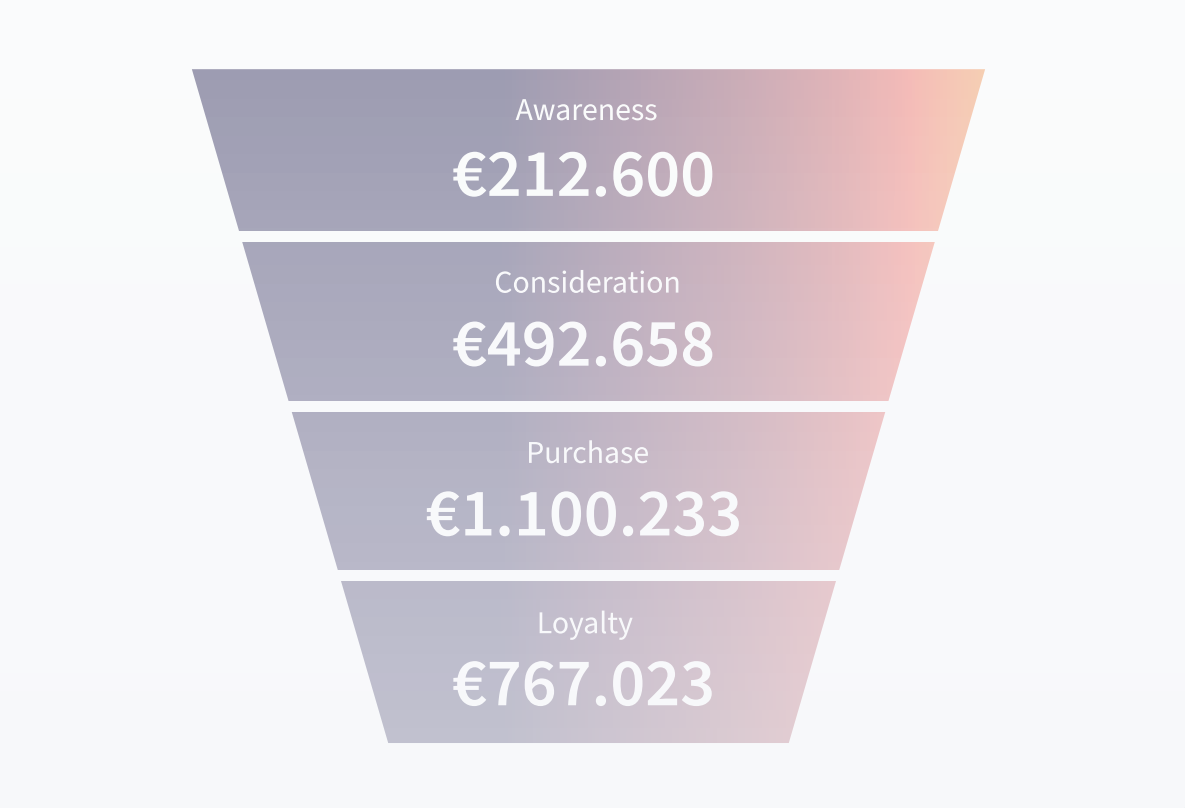 Awareness
€212.600
Consideration
€492.658
Purchase
€1.100.233
Loyalty
€767.023